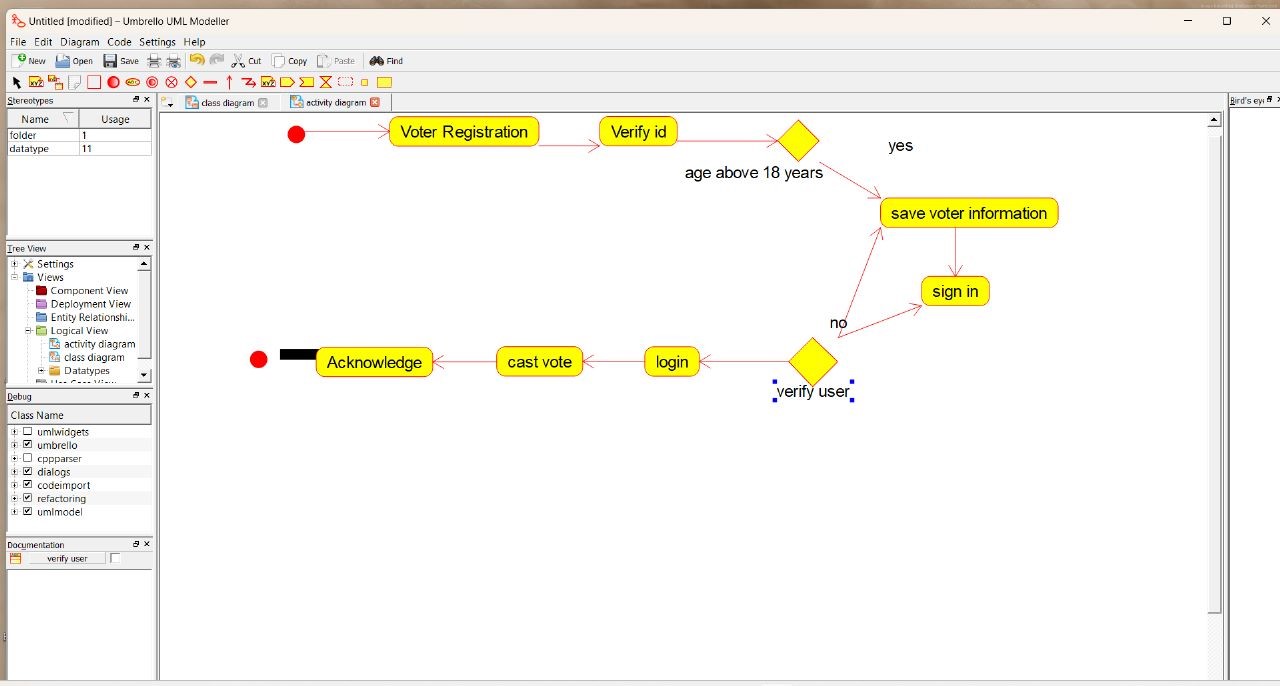 Untitled [modified] – Umbrello UML Modeller
File Edit Diagram Code Settings Help
New Open Save Cut Copy Paste Find
Stereotypes
Name Usage
folder 1
datatype 11
Tree View
Settings
Views
Component View
Deployment View
Entity Relationshi...
Logical View
activity diagram
class diagram
Datatypes
Debug
Class Name
umlwidgets
umbrello
cppparser
dialogs
codeimport
refactoring
umlmodel
Documentation
verify user
class diagram activity diagram
Voter Registration
Verify id
yes
age above 18 years
save voter information
sign in
no
Acknowledge
cast vote
login
verify user
Bird's ey